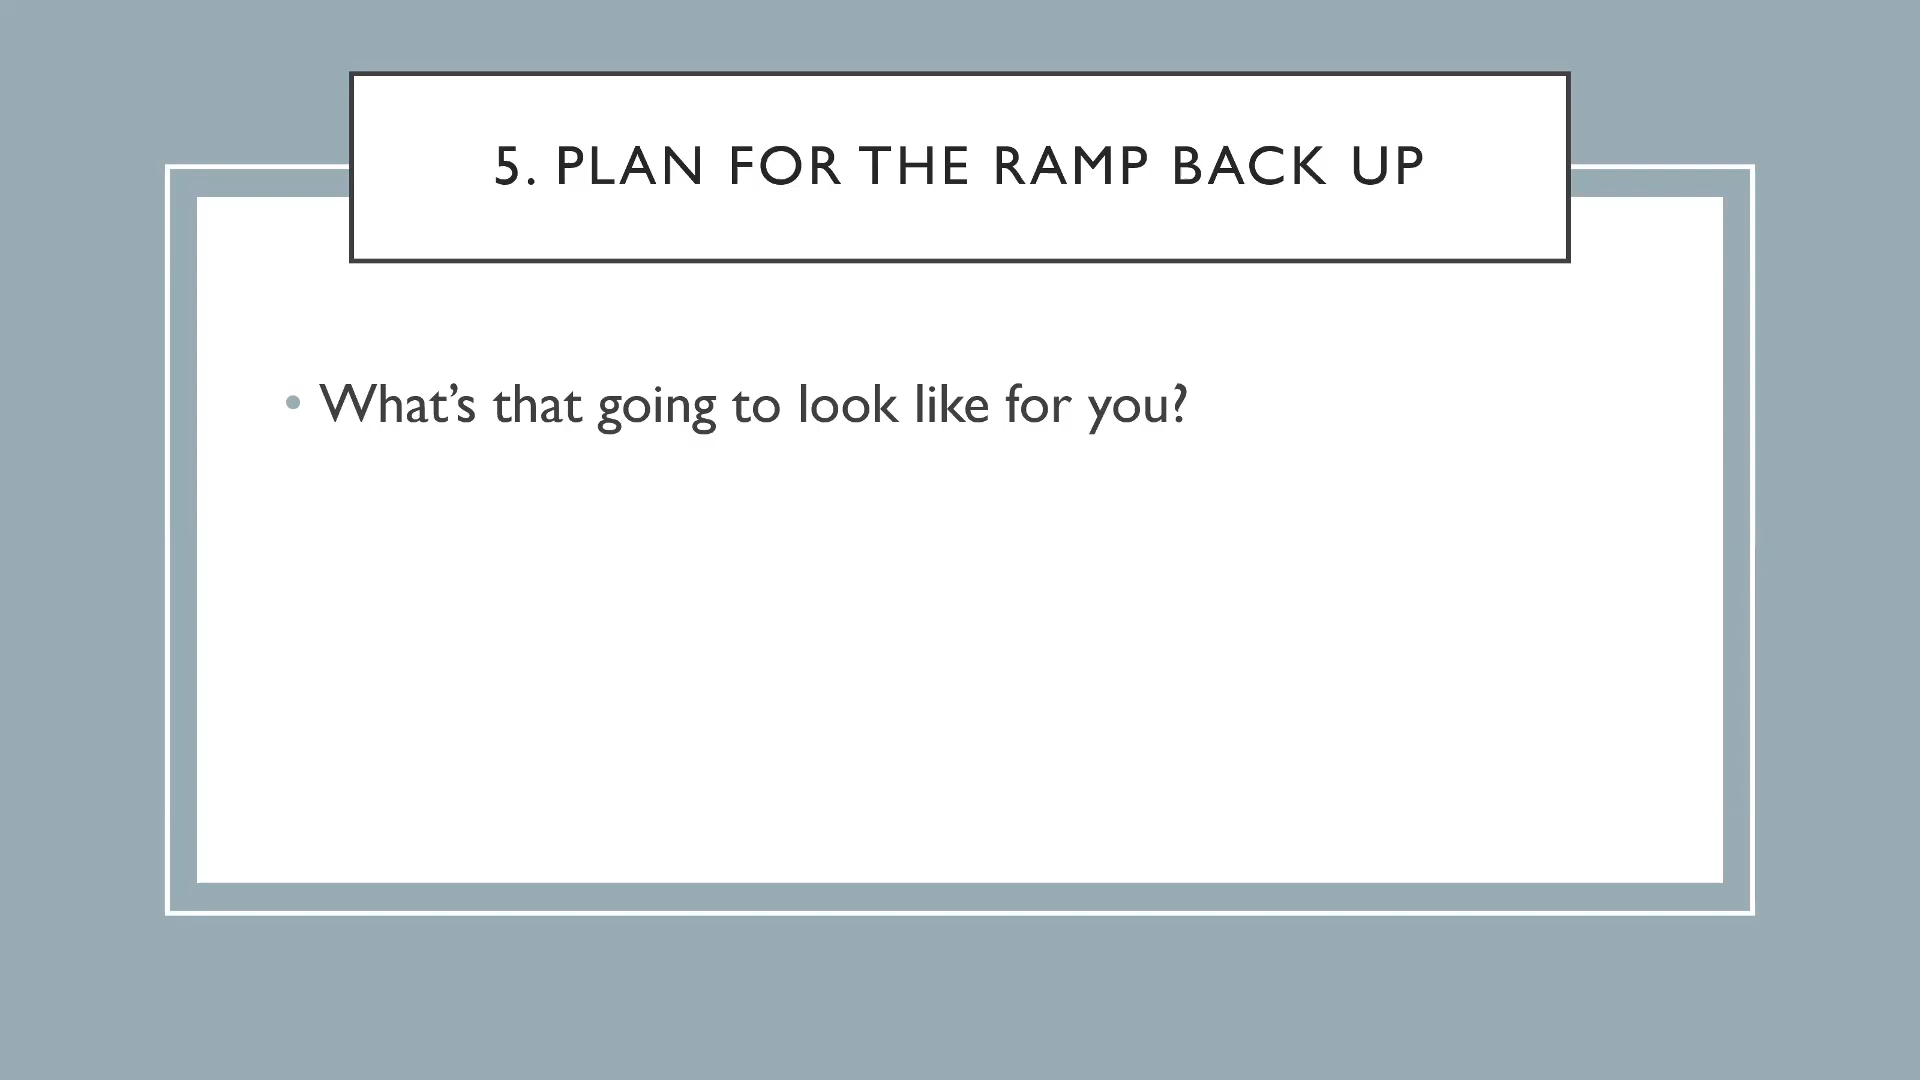 5. PLAN FOR THE RAMP BACK UP
• What’s that going to look like for you?